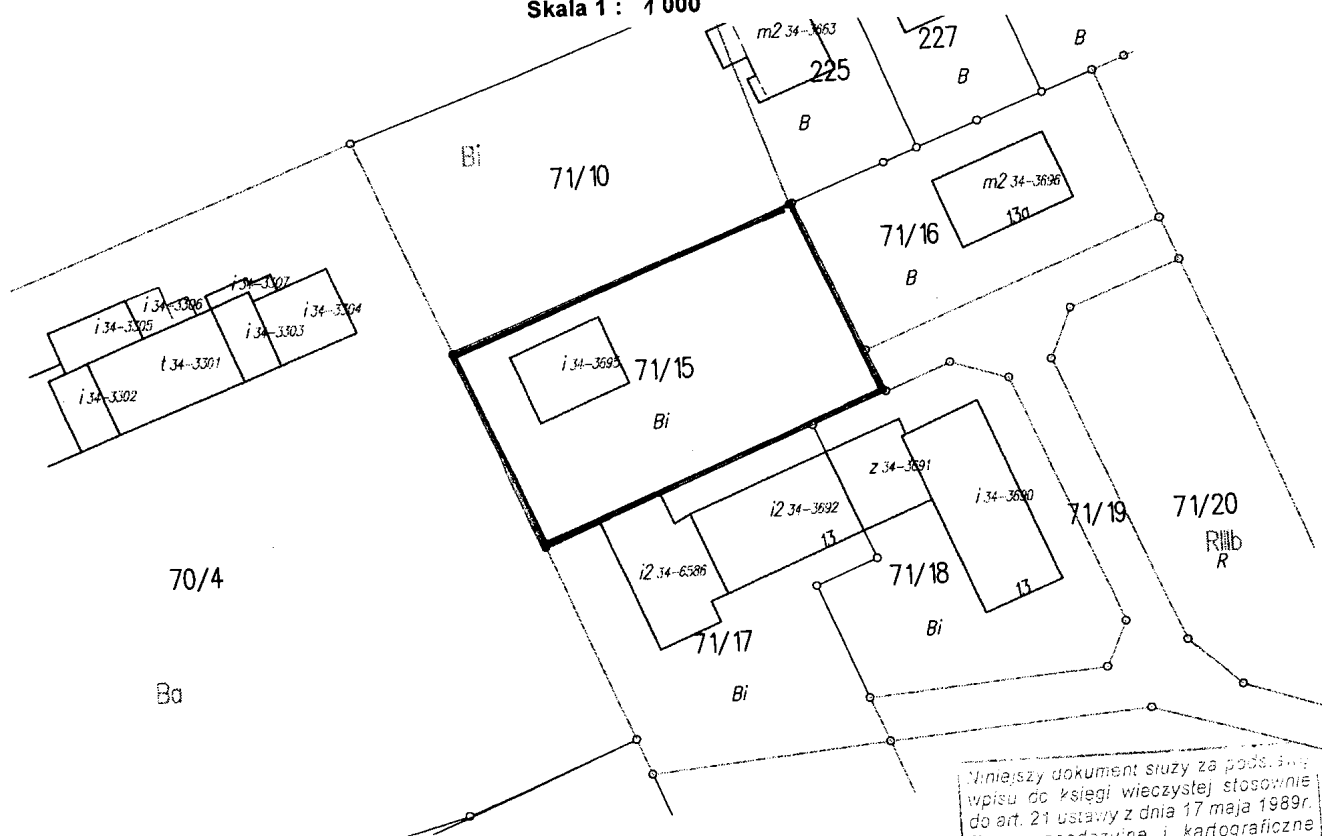 Skala 1 : 1 000
m2 34-3663
225
B
227
B
B
Bi
71/10
m2 34-3696
13a
71/16
B
i 34-3307
i 34-3306
i 34-3305
i 34-3304
i 34-3303
t 34-3301
i 34-3302
i 34-3695
71/15
Bi
z 34-3691
i2 34-3692
13
i 34-3690
13
71/19
71/20
RIIIb
R
70/4
i2 34-6586
71/18
Bi
71/17
Bi
Ba
Niniejszy dokument służy za
wpisu do księgi wieczystej stosownie
do art. 21 ustawy z dnia 17 maja 1989r.
i kartograficzne